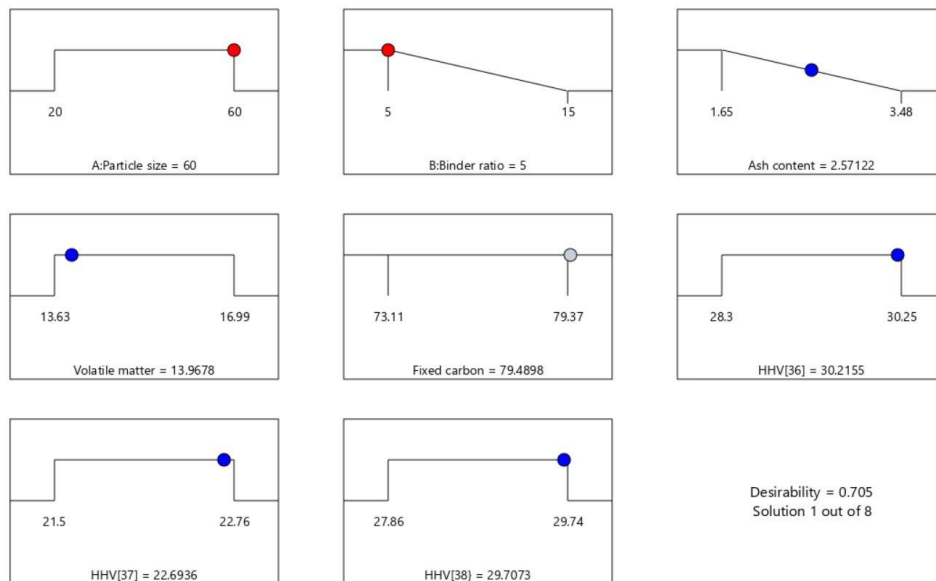 20 60
A:Particle size = 60
5 15
B:Binder ratio = 5
1.65 3.48
Ash content = 2.57122
13.63 16.99
Volatile matter = 13.9678
73.11 79.37
Fixed carbon = 79.4898
28.3 30.25
HHV[36] = 30.2155
21.5 22.76
HHV[37] = 22.6936
27.86 29.74
HHV[38} = 29.7073
Desirability = 0.705
Solution 1 out of 8